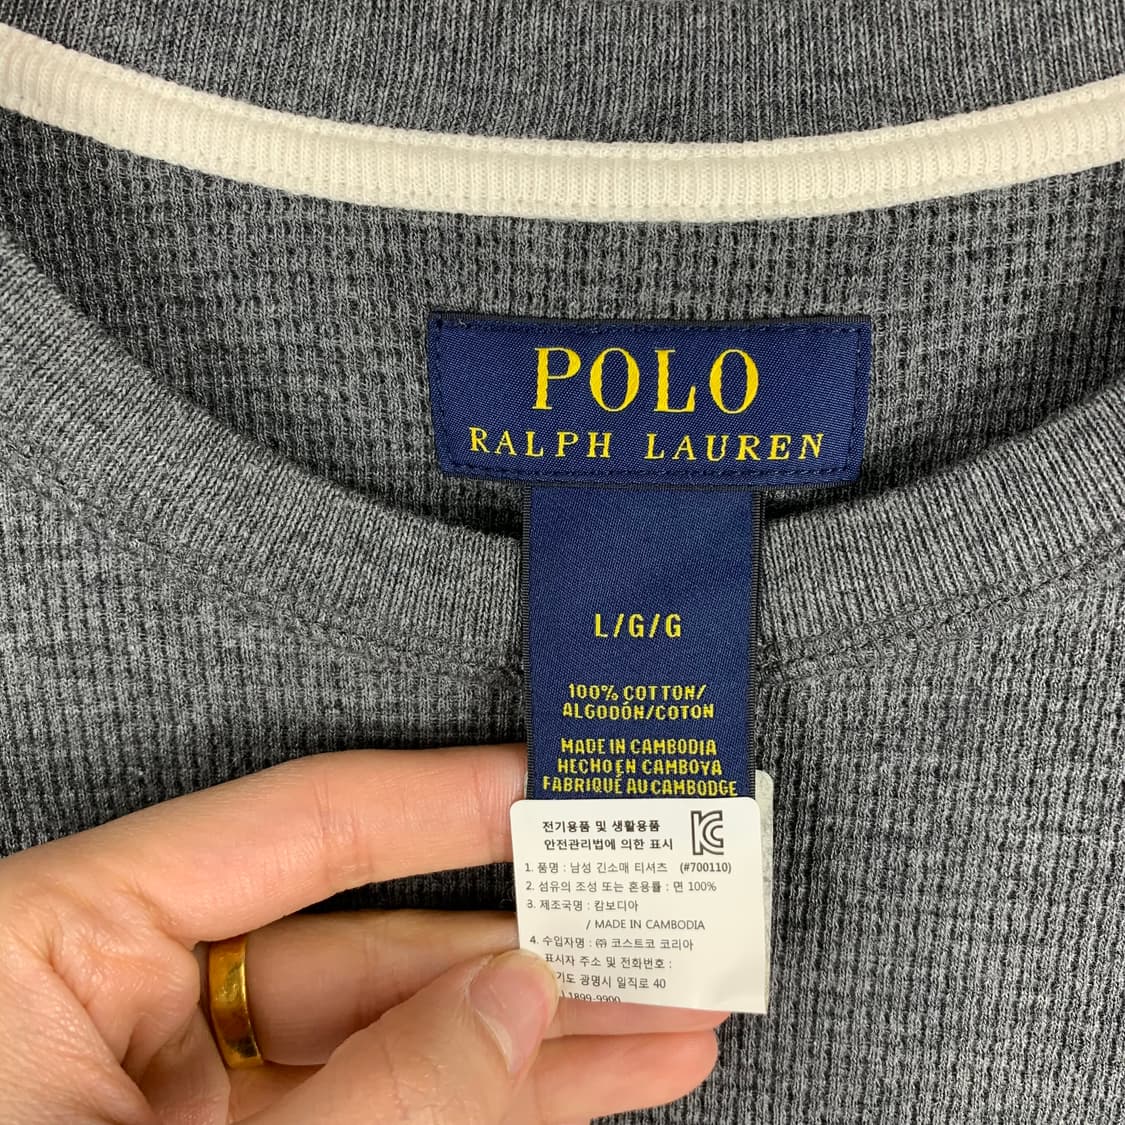 POLO
RALPH LAUREN
L/G/G
100% COTTON/
ALGODÓN/COTON
MADE IN CAMBODIA
HECHO EN CAMBOYA
FABRIQUÉ AU CAMBODGE
전기용품 및 생활용품
안전관리법에 의한 표시
1. 품명 : 남성 긴소매 티셔츠 (#700110)
2. 섬유의 조성 또는 혼용률 : 면 100%
3. 제조국명 : 캄보디아
/ MADE IN CAMBODIA
4. 수입자명 : ㈜ 코스트코 코리아
표시자 주소 및 전화번호 :
광명시 일직로 40
1899-9900